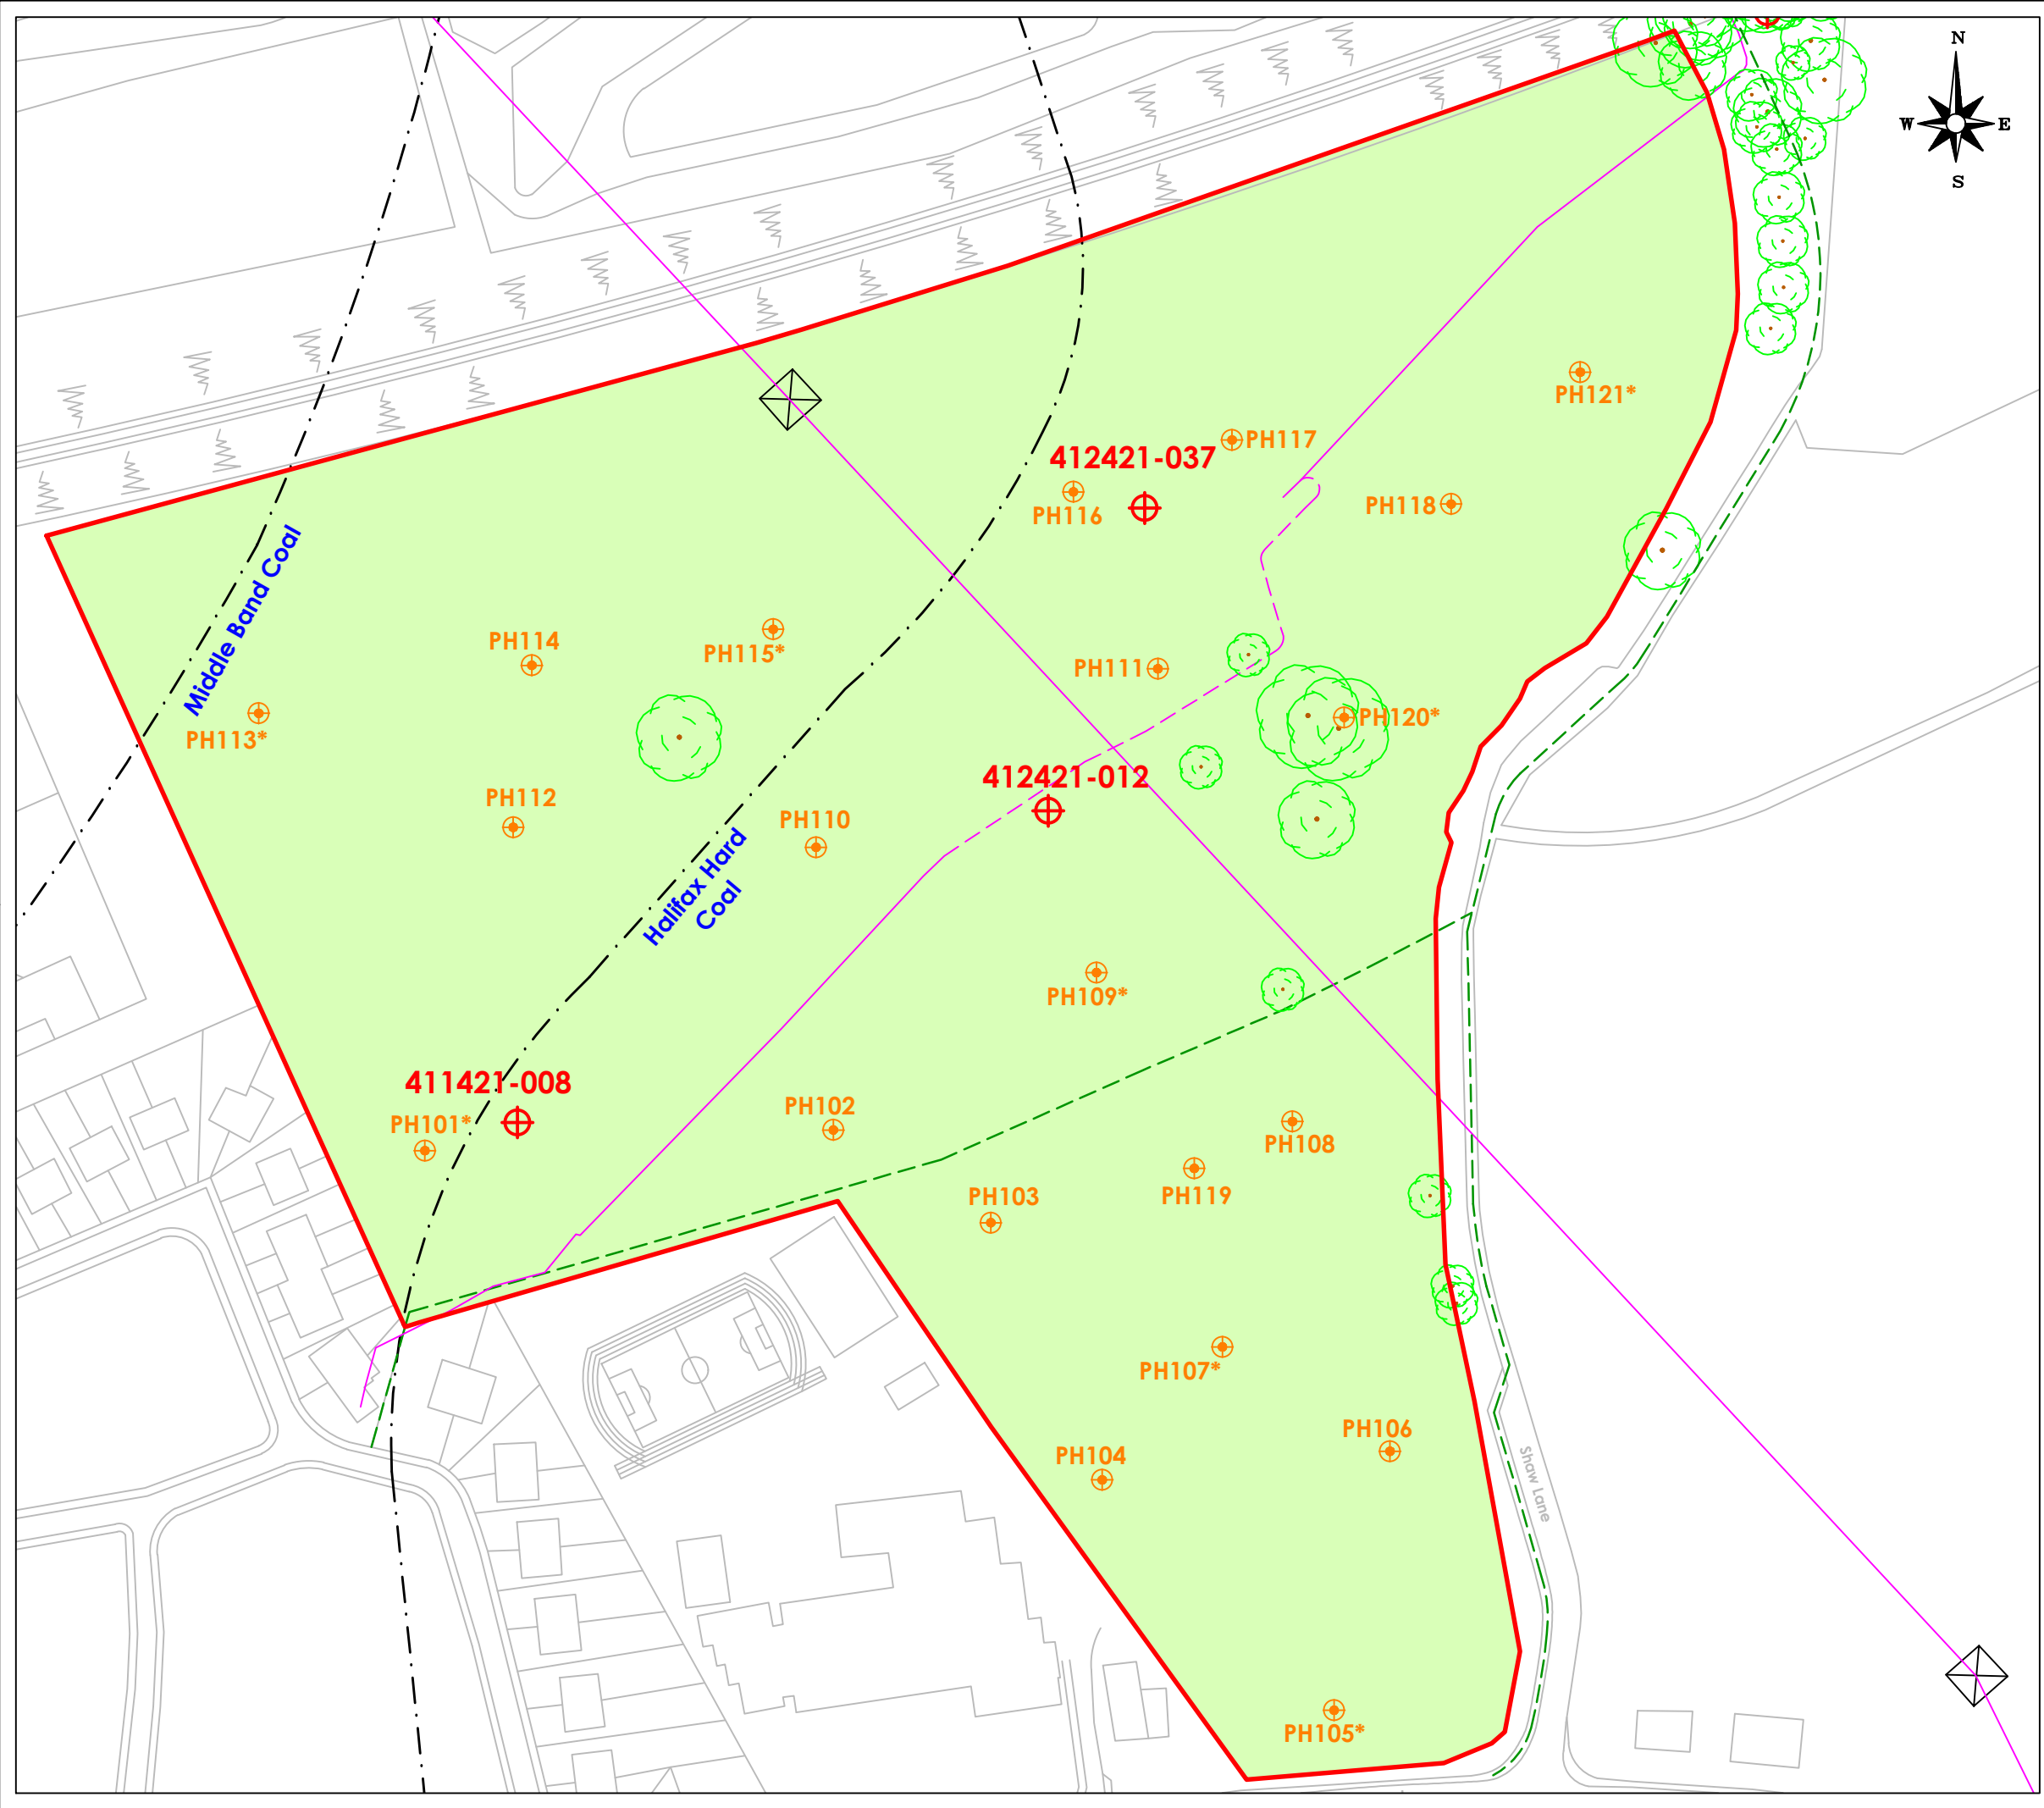 N
W
E
S
PH121*
PH117
412421-037
PH116
PH118
Middle Band Coal
PH114
PH115*
PH111
PH120*
PH113*
412421-012
PH112
PH110
Halifax Hard
Coal
PH109*
411421-008
PH101*
PH102
PH108
PH103
PH119
PH107*
PH106
PH104
Shaw Lane
PH105*